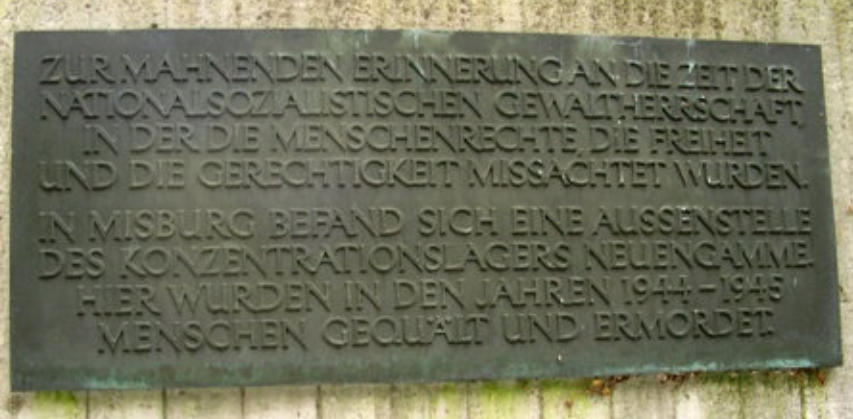 ZUR MAHNENDEN ERINNERUNG AN DIE ZEIT DER
NATIONALSOZIALISTISCHEN GEWALTHERRSCHAFT,
IN DER DIE MENSCHENRECHTE, DIE FREIHEIT
UND DIE GERECHTIGKEIT MISSACHTET WURDEN.
IN MISBURG BEFAND SICH EINE AUSSENSTELLE
DES KONZENTRATIONSLAGERS NEUENGAMME.
HIER WURDEN IN DEN JAHREN 1944-1945
MENSCHEN GEQUÄLT UND ERMORDET.